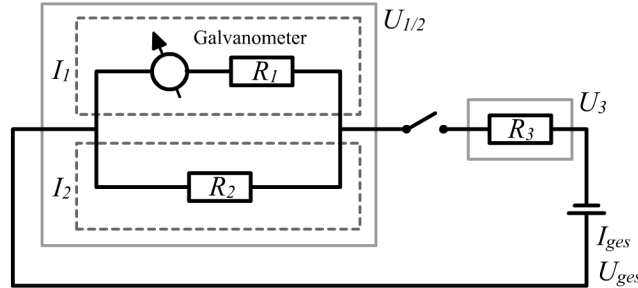 U1/2
Galvanometer
I1
R1
U3
R3
I2
R2
Iges
Uges